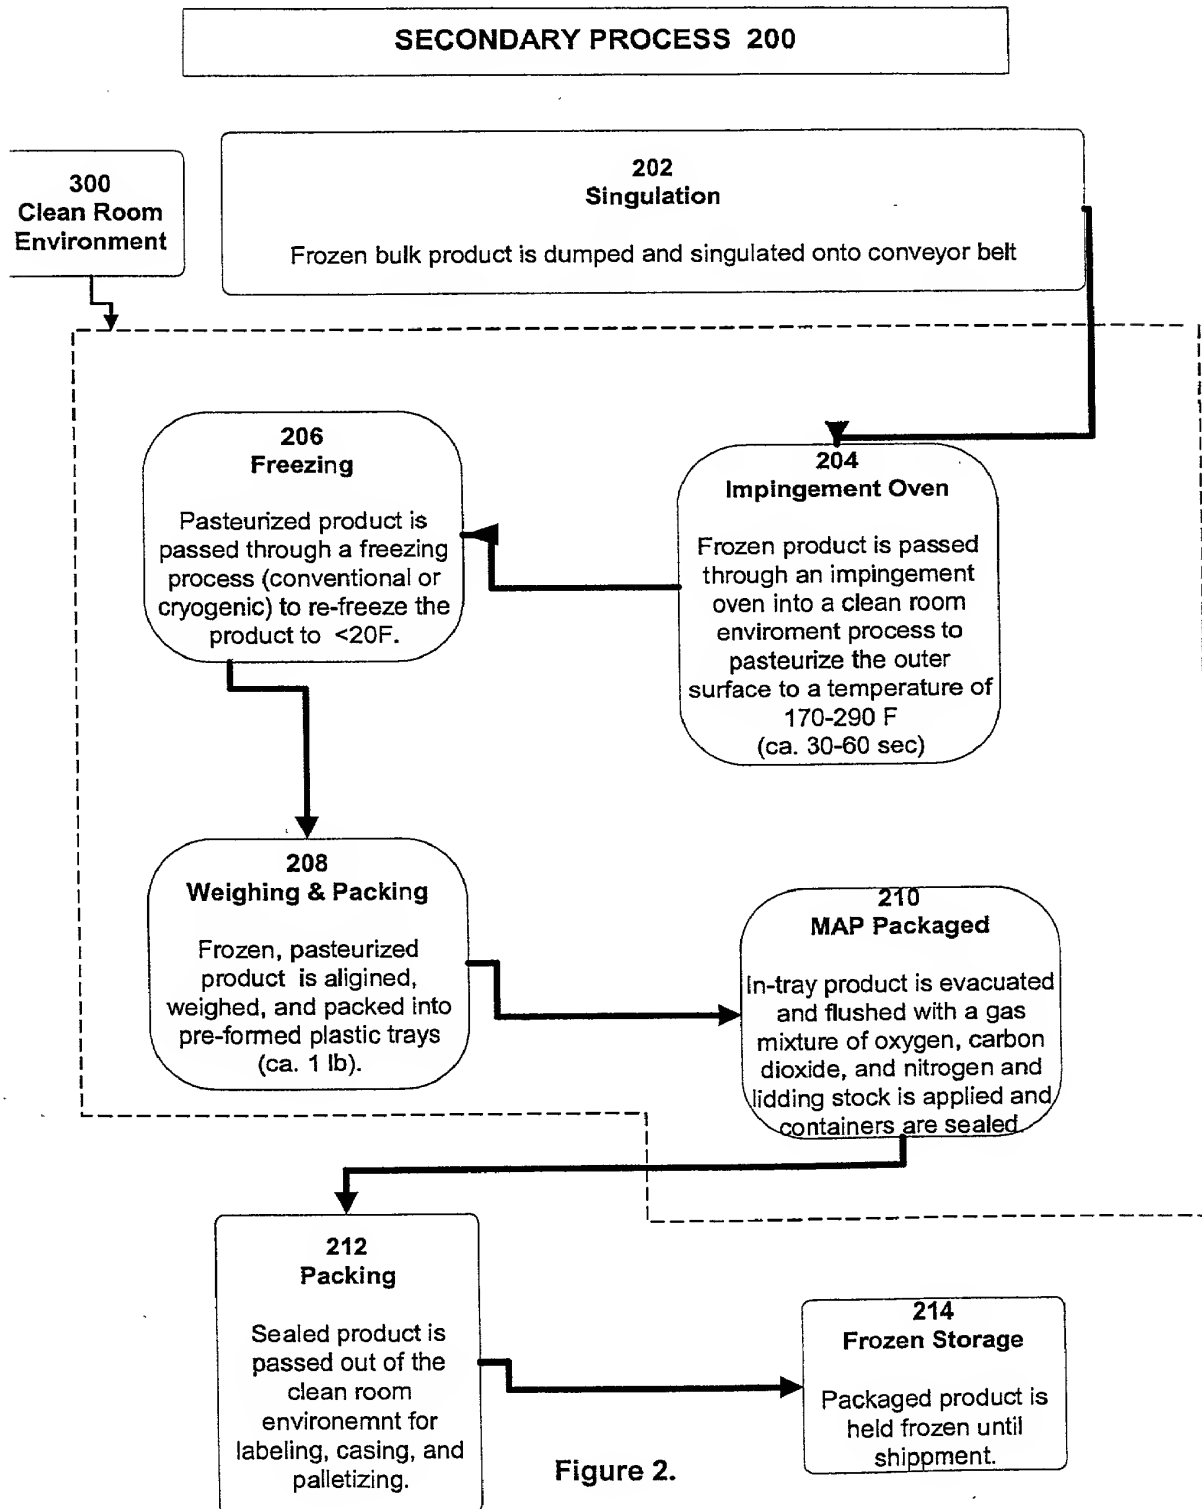 SECONDARY PROCESS 200
300
Clean Room
Environment
202
Singulation
Frozen bulk product is dumped and singulated onto conveyor belt
206
Freezing
Pasteurized product is
passed through a freezing
process (conventional or
cryogenic) to re-freeze the
product to <20F.
204
Impingement Oven
Frozen product is passed
through an impingement
oven into a clean room
enviroment process to
pasteurize the outer
surface to a temperature of
170-290 F
(ca. 30-60 sec)
208
Weighing & Packing
Frozen, pasteurized
product is aligined,
weighed, and packed into
pre-formed plastic trays
(ca. 1 lb).
210
MAP Packaged
In-tray product is evacuated
and flushed with a gas
mixture of oxygen, carbon
dioxide, and nitrogen and
lidding stock is applied and
containers are sealed.
212
Packing
Sealed product is
passed out of the
clean room
environemnt for
labeling, casing, and
palletizing.
214
Frozen Storage
Packaged product is
held frozen until
shippment.
Figure 2.